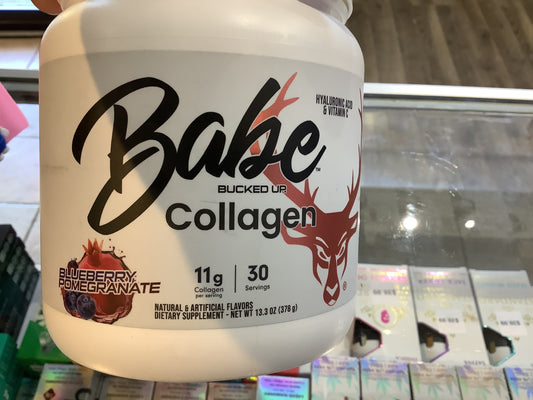 HYALURONIC ACID
& VITAMIN C
Babe™
BUCKED UP
Collagen
BLUEBERRY
POMEGRANATE
11g
Collagen
per serving
30
Servings
NATURAL & ARTIFICIAL FLAVORS
DIETARY SUPPLEMENT - NET WT 13.3 OZ (378 g)